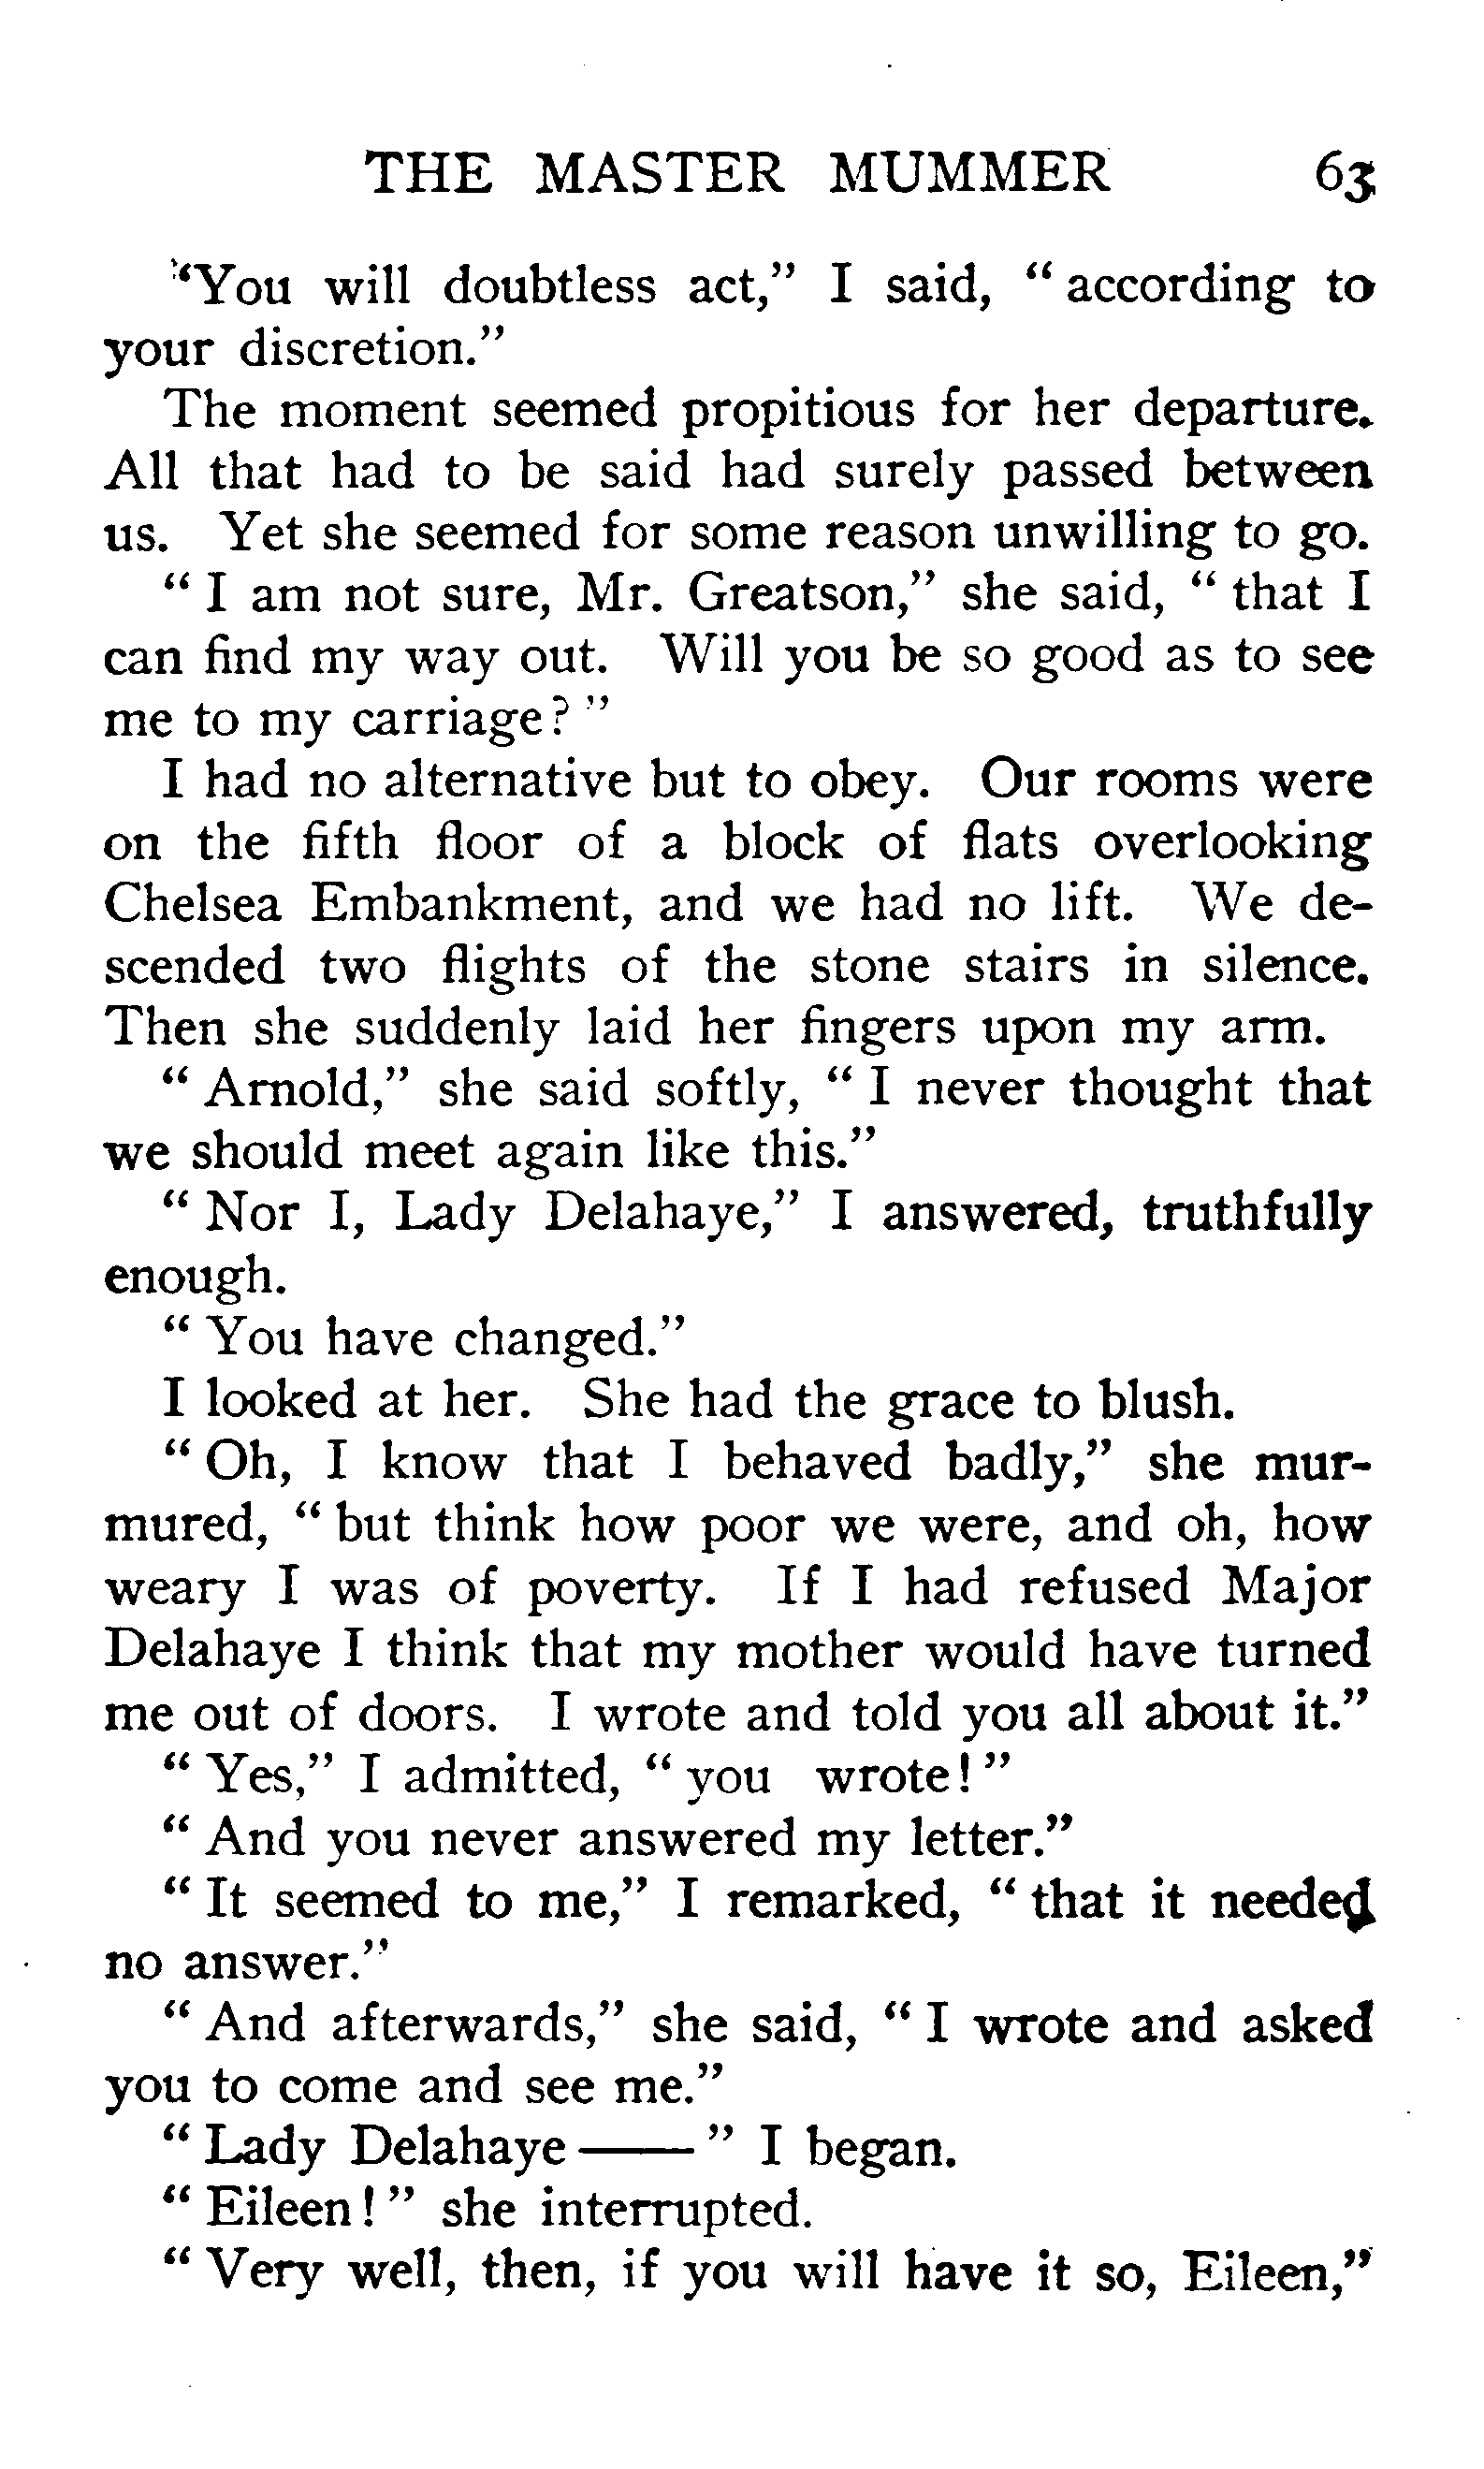 THE MASTER MUMMER 63
"You will doubtless act," I said, "according to
your discretion."
The moment seemed propitious for her departure.
All that had to be said had surely passed between
us. Yet she seemed for some reason unwilling to go.
"I am not sure, Mr. Greatson," she said, "that I
can find my way out. Will you be so good as to see
me to my carriage?"
I had no alternative but to obey. Our rooms were
on the fifth floor of a block of flats overlooking
Chelsea Embankment, and we had no lift. We de-
scended two flights of the stone stairs in silence.
Then she suddenly laid her fingers upon my arm.
"Arnold," she said softly, "I never thought that
we should meet again like this."
"Nor I, Lady Delahaye," I answered, truthfully
enough.
"You have changed."
I looked at her. She had the grace to blush.
"Oh, I know that I behaved badly," she mur-
mured, "but think how poor we were, and oh, how
weary I was of poverty. If I had refused Major
Delahaye I think that my mother would have turned
me out of doors. I wrote and told you all about it."
"Yes," I admitted, "you wrote!"
"And you never answered my letter."
"It seemed to me," I remarked, "that it needed
no answer."
"And afterwards," she said, "I wrote and asked
you to come and see me."
"Lady Delahaye——" I began.
"Eileen!" she interrupted.
"Very well, then, if you will have it so, Eileen,"